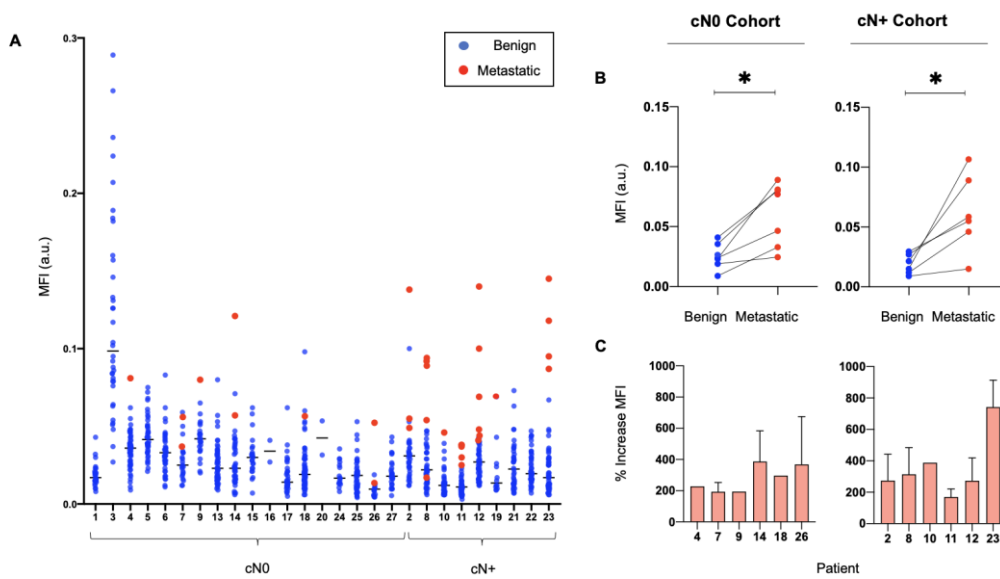 cN0 Cohort
cN+ Cohort
A
0.3
0.2
0.1
0.0
MFI (a.u.)
Benign
Metastatic
1 3 4 5 6 7 9 13 14 15 16 17 18 20 24 25 26 27 2 8 10 11 12 19 21 22 23
cN0
cN+
B
*
*
0.15
0.10
0.05
0.00
MFI (a.u.)
Benign Metastatic
0.15
0.10
0.05
0.00
Benign Metastatic
C
1000
800
600
400
200
0
% Increase MFI
4 7 9 14 18 26
1000
800
600
400
200
0
2 8 10 11 12 23
Patient